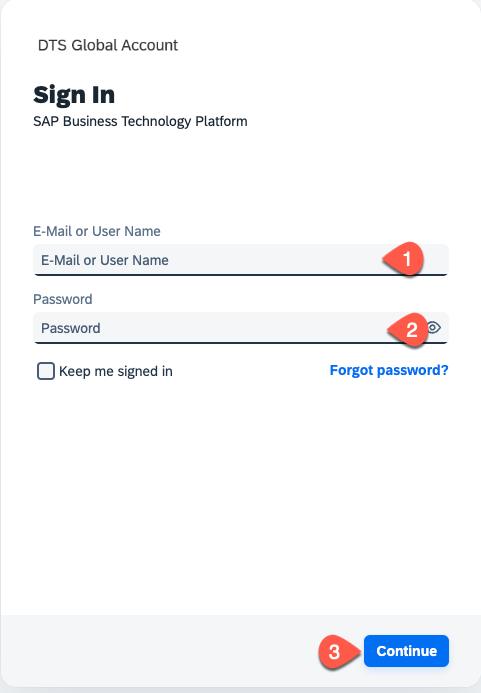 DTS Global Account
Sign In
SAP Business Technology Platform
E-Mail or User Name
E-Mail or User Name 1
Password
Password 2
Keep me signed in Forgot password?
3 Continue